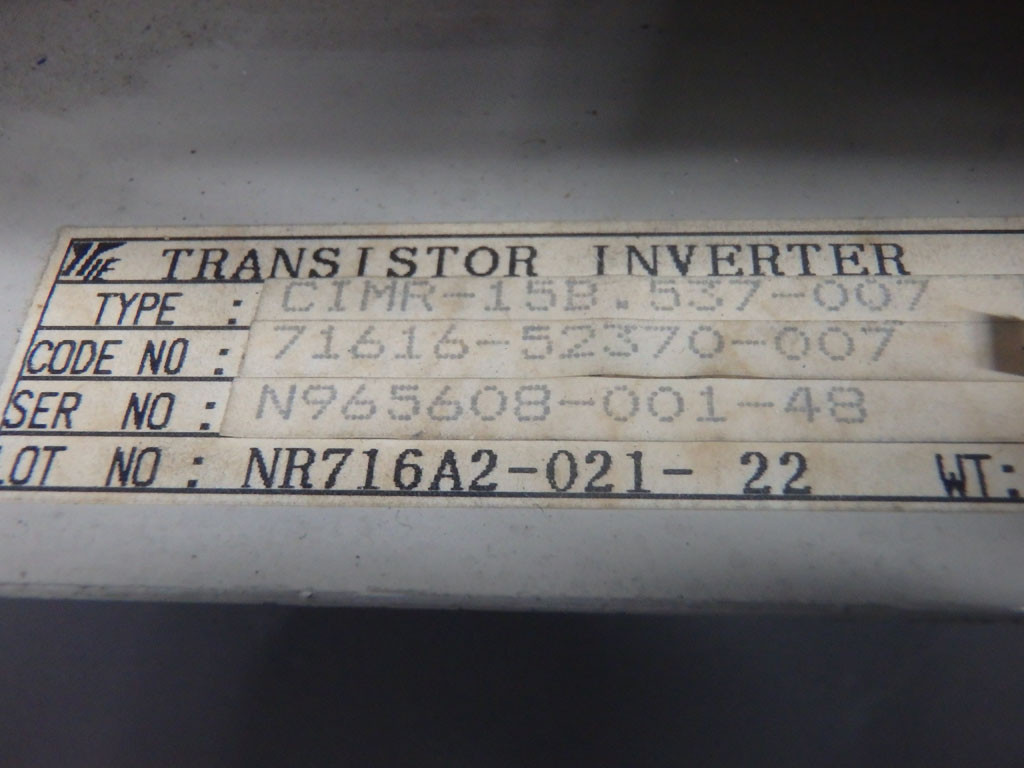 TRANSISTOR INVERTER
TYPE : CIMR-15B.537-007
CODE NO : 71616-52370-007
SER NO : N965608-001-48
LOT NO : NR716A2-021- 22 WT: